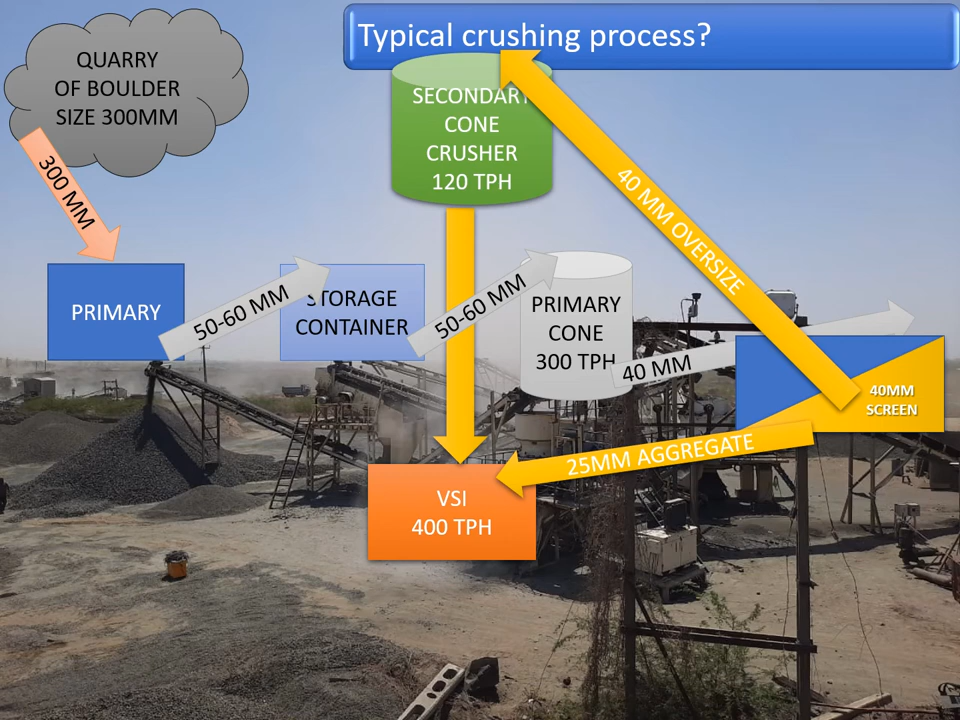 Typical crushing process?
QUARRY
OF BOULDER
SIZE 300MM
300 MM
PRIMARY
50-60 MM
STORAGE
CONTAINER
50-60 MM
PRIMARY
CONE
300 TPH
40 MM
40MM
SCREEN
40 MM OVERSIZE
SECONDARY
CONE
CRUSHER
120 TPH
25MM AGGREGATE
VSI
400 TPH